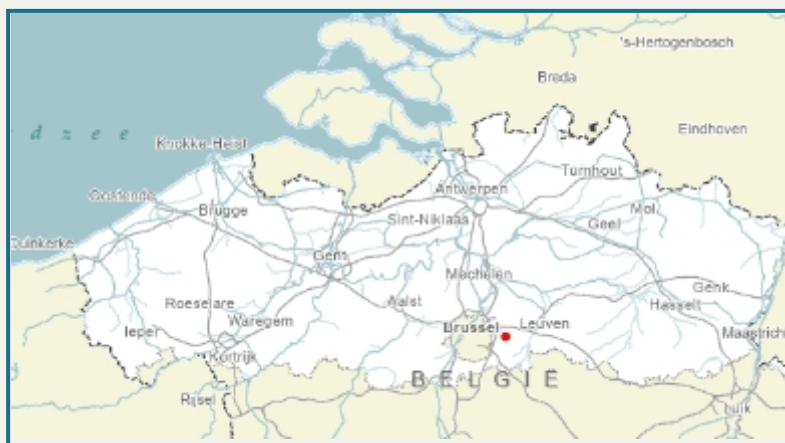 's-Hertogenbosch
Breda
Eindhoven
d z e e
Knokke-Heist
Turnhout
Antwerpen
Oostende
Mol
Brugge
Sint-Niklaas
Geel
Duinkerke
Gent
Mechelen
Genk
Roeselare
Aalst
Hasselt
Waregem
Brussel
Leuven
Ieper
Maastrich
Kortrijk
BELGIË
Rijsel
Luik